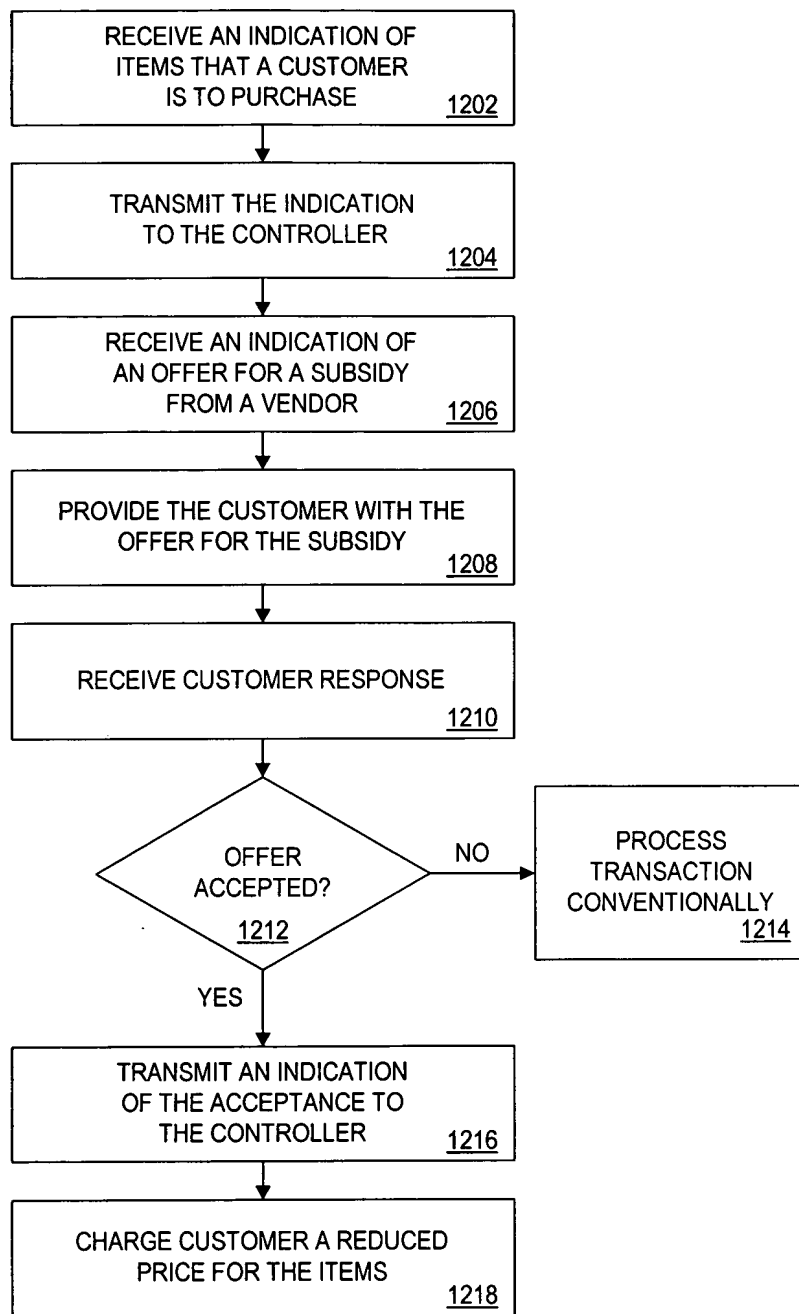 RECEIVE AN INDICATION OF
ITEMS THAT A CUSTOMER
IS TO PURCHASE
1202
TRANSMIT THE INDICATION
TO THE CONTROLLER
1204
RECEIVE AN INDICATION OF
AN OFFER FOR A SUBSIDY
FROM A VENDOR
1206
PROVIDE THE CUSTOMER WITH THE
OFFER FOR THE SUBSIDY
1208
RECEIVE CUSTOMER RESPONSE
1210
OFFER
ACCEPTED?
1212
NO
PROCESS
TRANSACTION
CONVENTIONALLY
1214
YES
TRANSMIT AN INDICATION
OF THE ACCEPTANCE TO
THE CONTROLLER
1216
CHARGE CUSTOMER A REDUCED
PRICE FOR THE ITEMS
1218